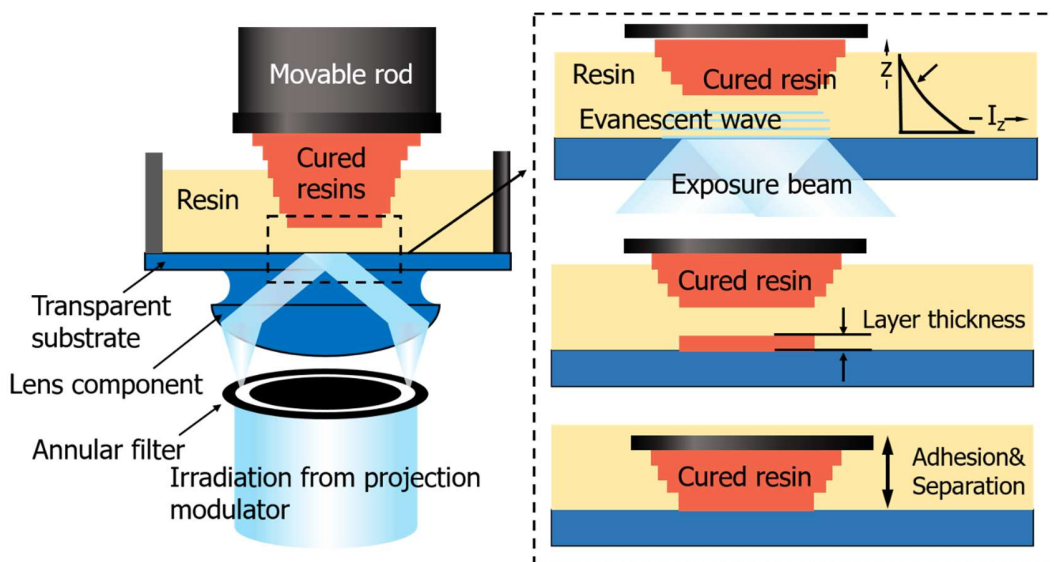 Movable rod
Cured
resins
Resin
Transparent
substrate
Lens component
Annular filter
Irradiation from projection
modulator
Resin
Cured resin
Z
Evanescent wave
I_z
Exposure beam
Cured resin
Layer thickness
Cured resin
Adhesion&
Separation